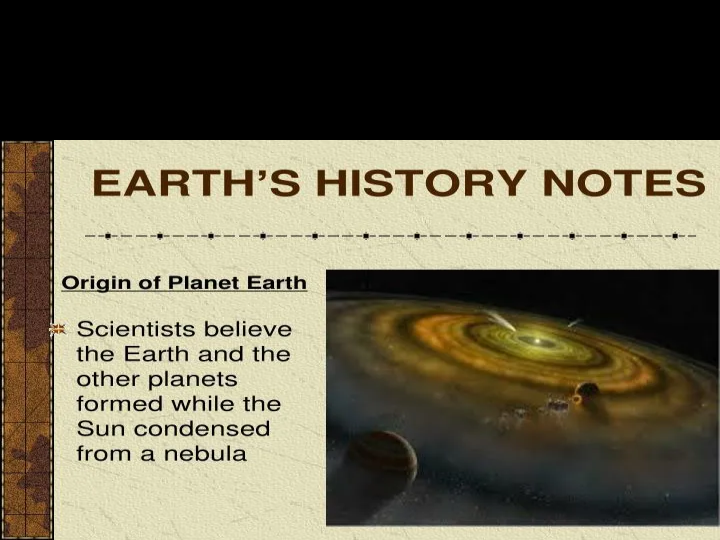 EARTH’S HISTORY NOTES
Origin of Planet Earth
Scientists believe
the Earth and the
other planets
formed while the
Sun condensed
from a nebula